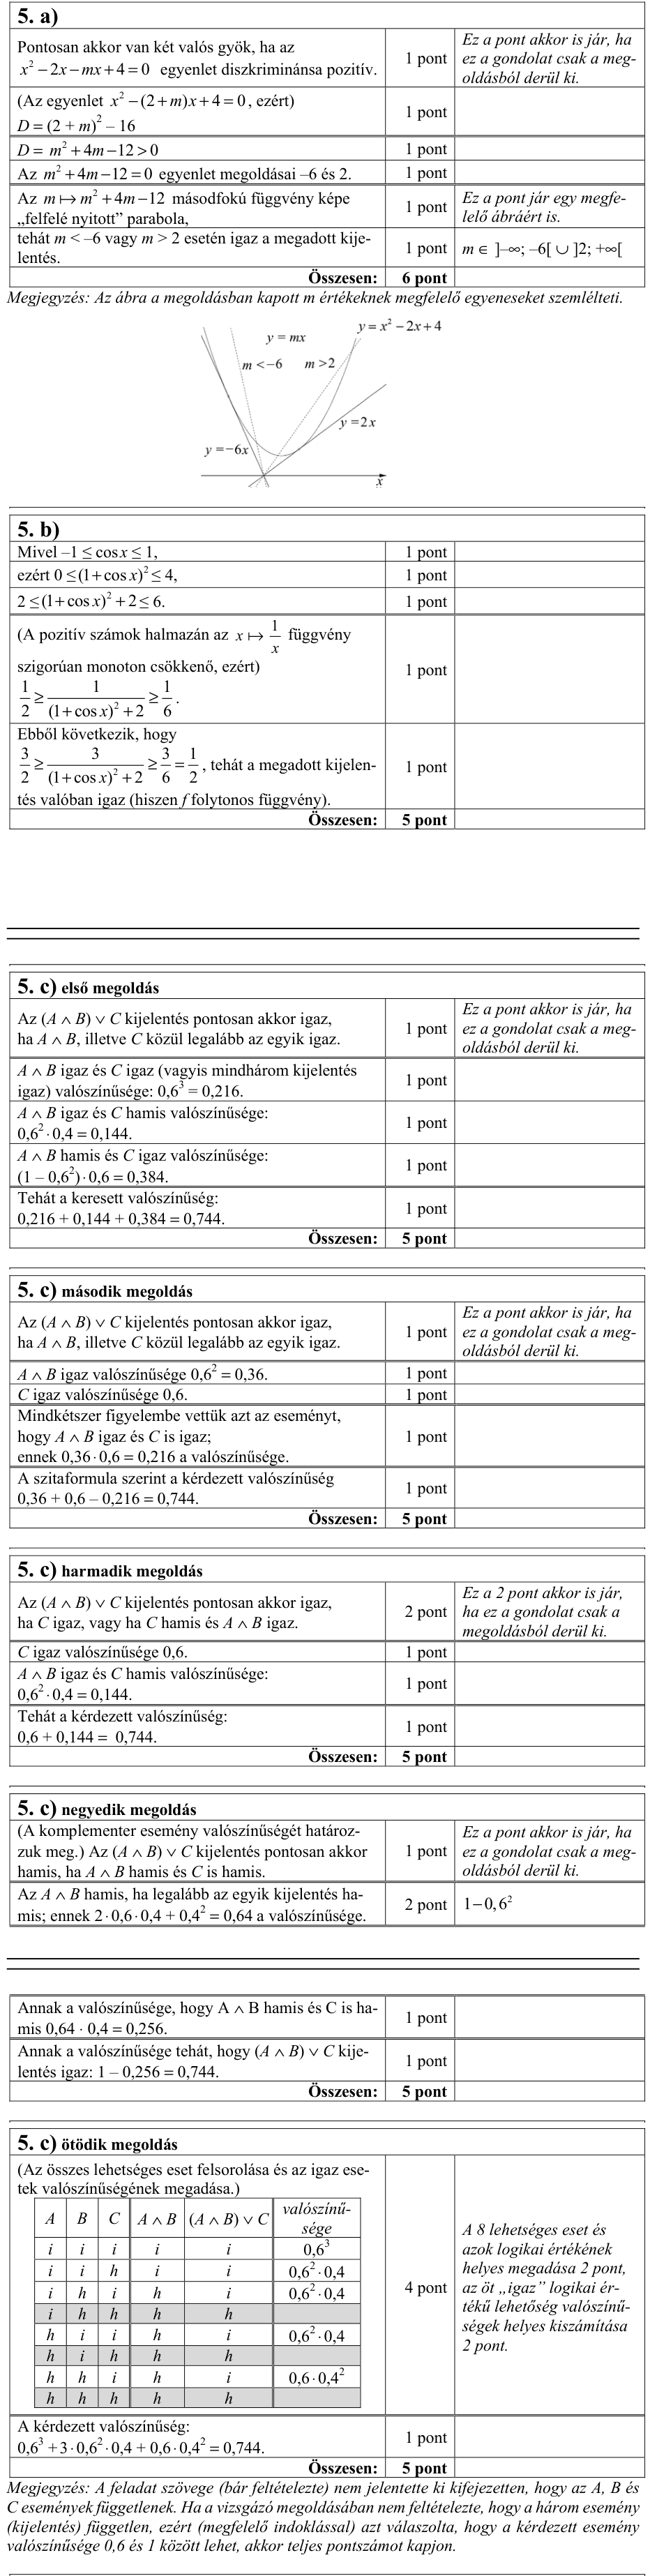 5. a)
Pontosan akkor van két valós gyök, ha az
x² – 2x – mx + 4 = 0 egyenlet diszkriminánsa pozitív.
1 pont
Ez a pont akkor is jár, ha
ez a gondolat csak a meg-
oldásból derül ki.
(Az egyenlet x² – (2 + m)x + 4 = 0, ezért)
D = (2 + m)² – 16
1 pont
D = m² + 4m – 12 > 0
1 pont
Az m² + 4m – 12 = 0 egyenlet megoldásai –6 és 2.
1 pont
Az m ↦ m² + 4m – 12 másodfokú függvény képe
„felfelé nyitott” parabola,
1 pont
Ez a pont jár egy megfe-
lelő ábráért is.
tehát m < –6 vagy m > 2 esetén igaz a megadott kije-
lentés.
1 pont
m ∈ ]–∞; –6[ ∪ ]2; +∞[
Összesen: 6 pont
Megjegyzés: Az ábra a megoldásban kapott m értékeknek megfelelő egyeneseket szemlélteti.
y = x² – 2x + 4
y = mx
m < –6
m > 2
y = 2x
y = –6x
x
5. b)
Mivel –1 ≤ cos x ≤ 1,
1 pont
ezért 0 ≤ (1 + cos x)² ≤ 4,
1 pont
2 ≤ (1 + cos x)² + 2 ≤ 6.
1 pont
(A pozitív számok halmazán az x ↦ 1/x függvény
szigorúan monoton csökkenő, ezért)
1/2 ≥ 1/((1 + cos x)² + 2) ≥ 1/6.
1 pont
Ebből következik, hogy
3/2 ≥ 3/((1 + cos x)² + 2) ≥ 3/6 = 1/2, tehát a megadott kijelen-
tés valóban igaz (hiszen f folytonos függvény).
1 pont
Összesen: 5 pont
5. c) első megoldás
Az (A ∧ B) ∨ C kijelentés pontosan akkor igaz,
ha A ∧ B, illetve C közül legalább az egyik igaz.
1 pont
Ez a pont akkor is jár, ha
ez a gondolat csak a meg-
oldásból derül ki.
A ∧ B igaz és C igaz (vagyis mindhárom kijelentés
igaz) valószínűsége: 0,6³ = 0,216.
1 pont
A ∧ B igaz és C hamis valószínűsége:
0,6² · 0,4 = 0,144.
1 pont
A ∧ B hamis és C igaz valószínűsége:
(1 – 0,6²) · 0,6 = 0,384.
1 pont
Tehát a keresett valószínűség:
0,216 + 0,144 + 0,384 = 0,744.
1 pont
Összesen: 5 pont
5. c) második megoldás
Az (A ∧ B) ∨ C kijelentés pontosan akkor igaz,
ha A ∧ B, illetve C közül legalább az egyik igaz.
1 pont
Ez a pont akkor is jár, ha
ez a gondolat csak a meg-
oldásból derül ki.
A ∧ B igaz valószínűsége 0,6² = 0,36.
1 pont
C igaz valószínűsége 0,6.
1 pont
Mindkétszer figyelembe vettük azt az eseményt,
hogy A ∧ B igaz és C is igaz;
ennek 0,36 · 0,6 = 0,216 a valószínűsége.
1 pont
A szitaformula szerint a kérdezett valószínűség
0,36 + 0,6 – 0,216 = 0,744.
1 pont
Összesen: 5 pont
5. c) harmadik megoldás
Az (A ∧ B) ∨ C kijelentés pontosan akkor igaz,
ha C igaz, vagy ha C hamis és A ∧ B igaz.
2 pont
Ez a 2 pont akkor is jár,
ha ez a gondolat csak a
megoldásból derül ki.
C igaz valószínűsége 0,6.
1 pont
A ∧ B igaz és C hamis valószínűsége:
0,6² · 0,4 = 0,144.
1 pont
Tehát a kérdezett valószínűség:
0,6 + 0,144 = 0,744.
1 pont
Összesen: 5 pont
5. c) negyedik megoldás
(A komplementer esemény valószínűségét határoz-
zuk meg.) Az (A ∧ B) ∨ C kijelentés pontosan akkor
hamis, ha A ∧ B hamis és C is hamis.
1 pont
Ez a pont akkor is jár, ha
ez a gondolat csak a meg-
oldásból derül ki.
Az A ∧ B hamis, ha legalább az egyik kijelentés ha-
mis; ennek 2 · 0,6 · 0,4 + 0,4² = 0,64 a valószínűsége.
2 pont
1 – 0,6²
Annak a valószínűsége, hogy A ∧ B hamis és C is ha-
mis 0,64 · 0,4 = 0,256.
1 pont
Annak a valószínűsége tehát, hogy (A ∧ B) ∨ C kije-
lentés igaz: 1 – 0,256 = 0,744.
1 pont
Összesen: 5 pont
5. c) ötödik megoldás
(Az összes lehetséges eset felsorolása és az igaz ese-
tek valószínűségének megadása.)
A B C A ∧ B (A ∧ B) ∨ C valószínű-
sége
i i i i i 0,6³
i i h i i 0,6² · 0,4
i h i h i 0,6² · 0,4
i h h h h
h i i h i 0,6² · 0,4
h i h h h
h h i h i 0,6 · 0,4²
h h h h h
4 pont
A 8 lehetséges eset és
azok logikai értékének
helyes megadása 2 pont,
az öt „igaz” logikai ér-
tékű lehetőség valószínű-
ségek helyes kiszámítása
2 pont.
A kérdezett valószínűség:
0,6³ + 3 · 0,6² · 0,4 + 0,6 · 0,4² = 0,744.
1 pont
Összesen: 5 pont
Megjegyzés: A feladat szövege (bár feltételezte) nem jelentette ki kifejezetten, hogy az A, B és
C események függetlenek. Ha a vizsgázó megoldásában nem feltételezte, hogy a három esemény
(kijelentés) független, ezért (megfelelő indoklással) azt válaszolta, hogy a kérdezett esemény
valószínűsége 0,6 és 1 között lehet, akkor teljes pontszámot kapjon.